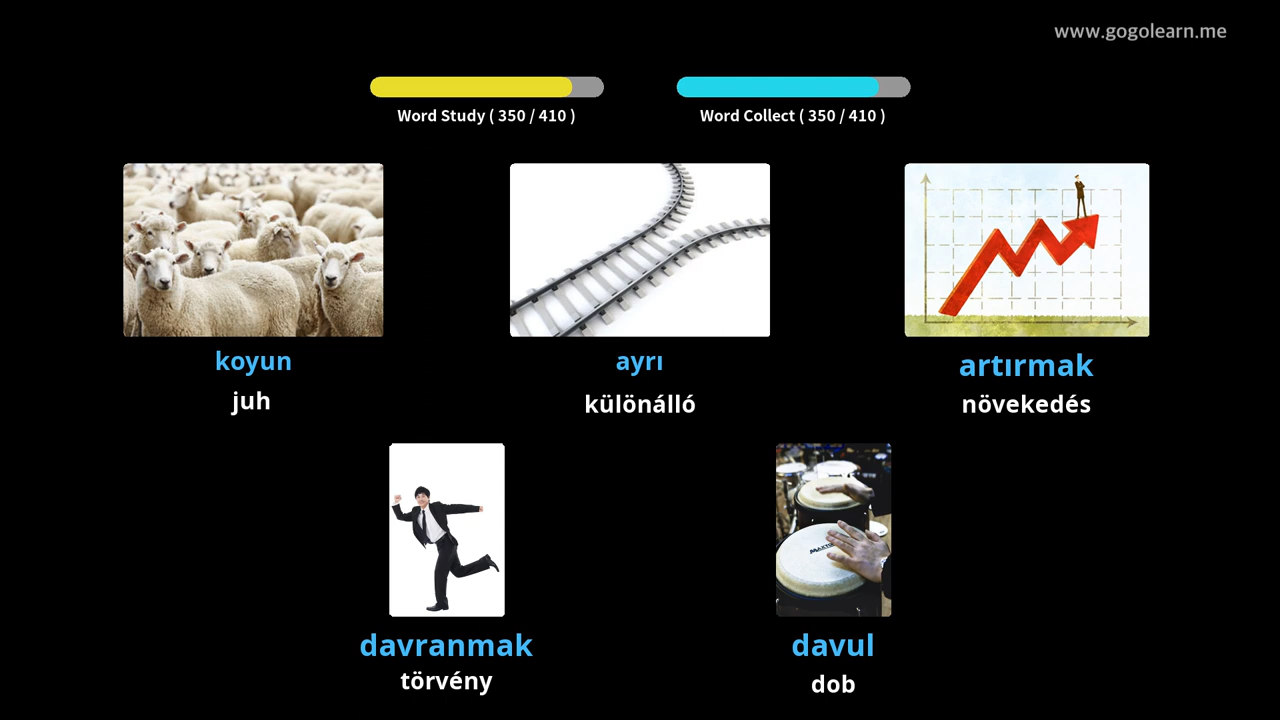 www.gogolearn.me
Word Study ( 350 / 410 )
Word Collect ( 350 / 410 )
koyun
juh
ayrı
különálló
artırmak
növekedés
davranmak
törvény
davul
dob